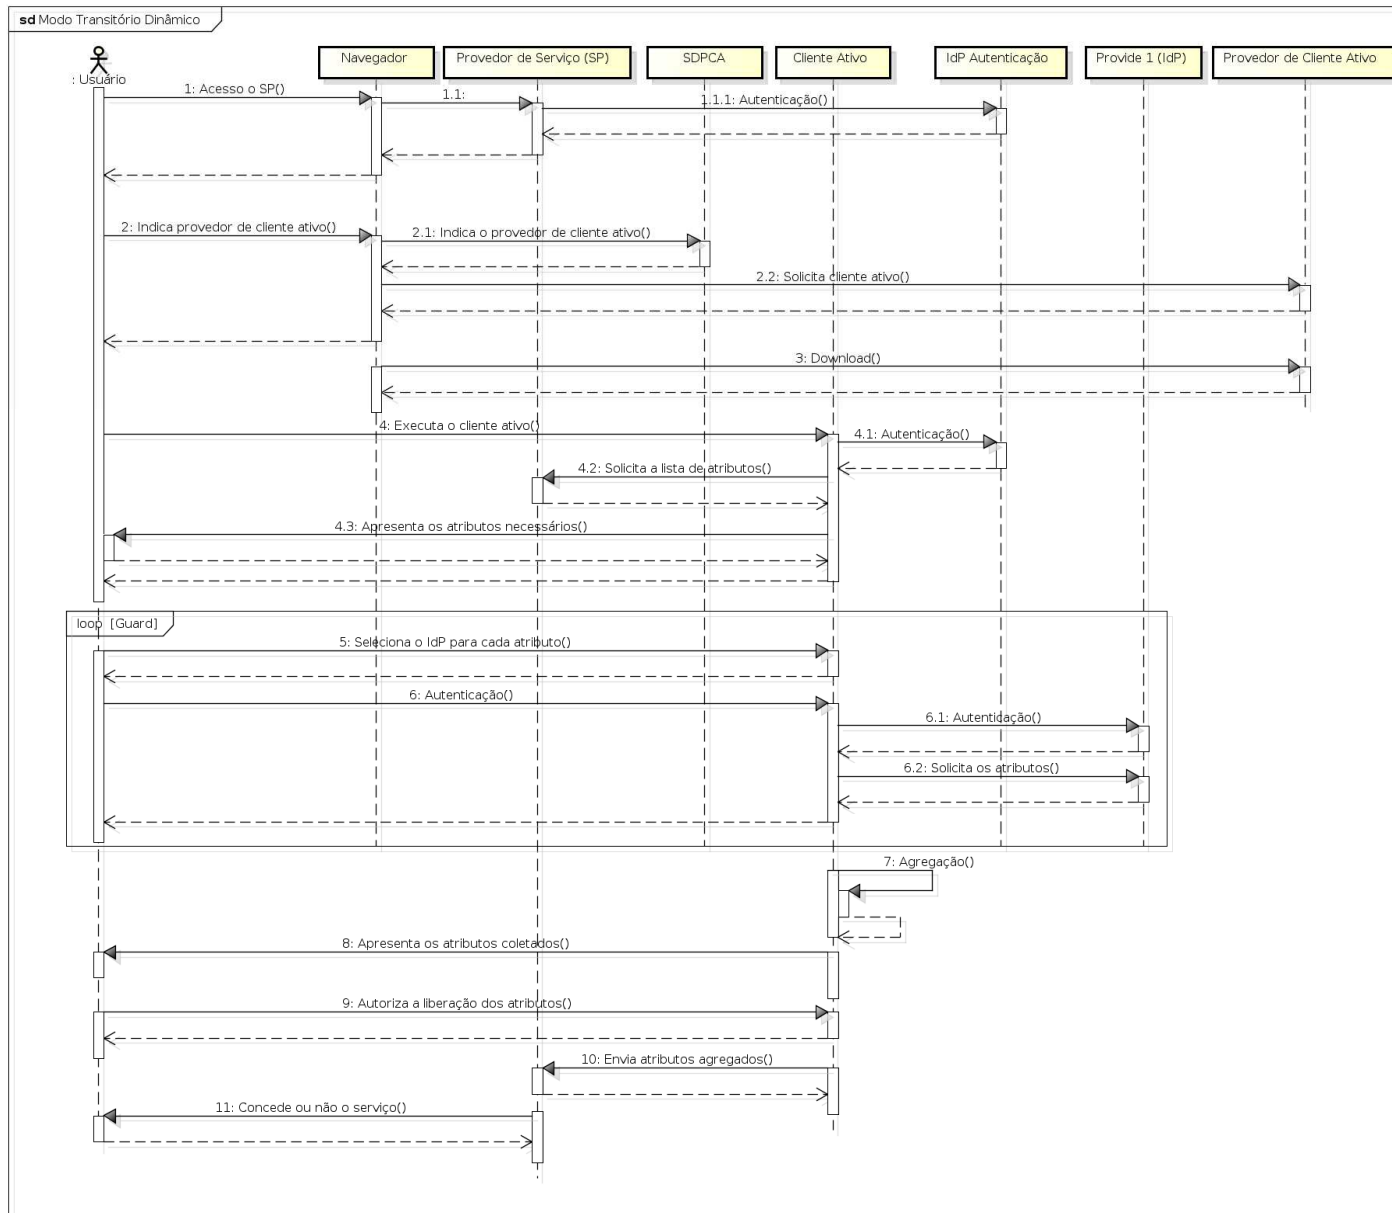 sd Modo Transitório Dinâmico
: Usuário
Navegador
Provedor de Serviço (SP)
SDPCA
Cliente Ativo
IdP Autenticação
Provide 1 (IdP)
Provedor de Cliente Ativo
1: Acesso o SP()
1.1:
1.1.1: Autenticação()
2: Indica provedor de cliente ativo()
2.1: Indica o provedor de cliente ativo()
2.2: Solicita cliente ativo()
3: Download()
4: Executa o cliente ativo()
4.1: Autenticação()
4.2: Solicita a lista de atributos()
4.3: Apresenta os atributos necessários()
loop [Guard]
5: Seleciona o IdP para cada atributo()
6: Autenticação()
6.1: Autenticação()
6.2: Solicita os atributos()
7: Agregação()
8: Apresenta os atributos coletados()
9: Autoriza a liberação dos atributos()
10: Envia atributos agregados()
11: Concede ou não o serviço()